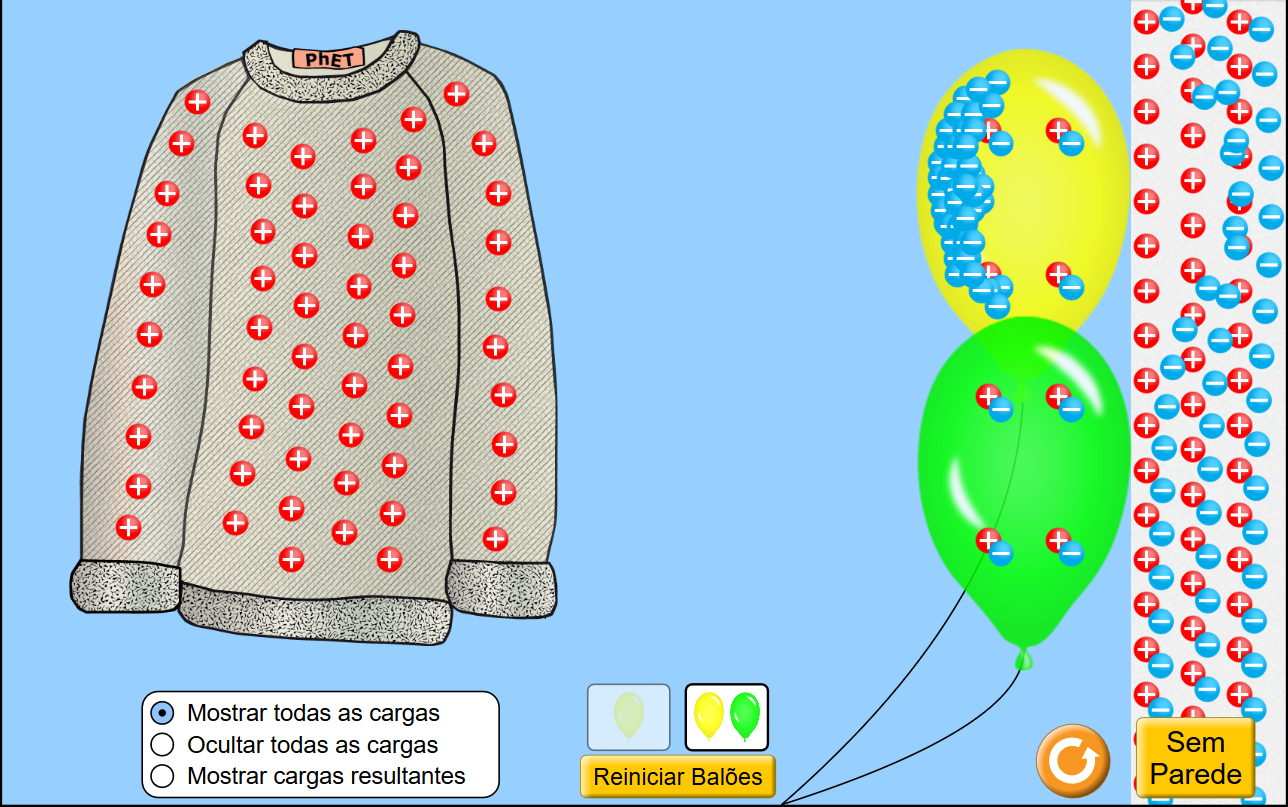 PhET
Mostrar todas as cargas
Ocultar todas as cargas
Mostrar cargas resultantes
Reiniciar Balões
Sem
Parede